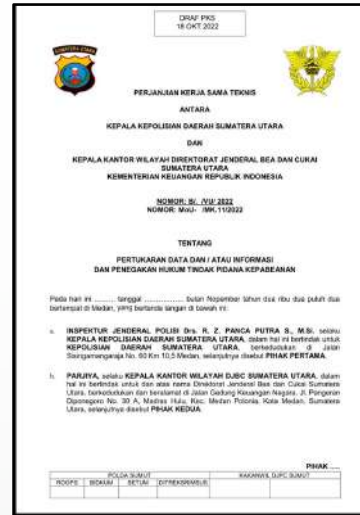 DRAF PKS
18 OKT 2022
SUMATERA UTARA
PERJANJIAN KERJA SAMA TEKNIS
ANTARA
KEPALA KEPOLISIAN DAERAH SUMATERA UTARA
DAN
KEPALA KANTOR WILAYAH DIREKTORAT JENDERAL BEA DAN CUKAI
SUMATERA UTARA
KEMENTERIAN KEUANGAN REPUBLIK INDONESIA
NOMOR: B/. /VU/ 2022
NOMOR: MoU- /MK.11/2022
TENTANG
PERTUKARAN DATA DAN / ATAU INFORMASI
DAN PENEGAKAN HUKUM TINDAK PIDANA KEPABEANAN
Pada hari ini .......... tanggal ................ bulan Nopember tahun dua ribu dua puluh dua
bertempat di Medan, yang bertanda tangan di bawah ini:
a. INSPEKTUR JENDERAL POLISI Drs. R. Z. PANCA PUTRA S., M.Si. selaku
KEPALA KEPOLISIAN DAERAH SUMATERA UTARA, dalam hal ini bertindak untuk
KEPOLISIAN DAERAH SUMATERA UTARA, berkedudukan di Jalan
Sisingamangaraja No. 60 Km 10,5 Medan, selanjutnya disebut PIHAK PERTAMA.
b. PARJIYA, selaku KEPALA KANTOR WILAYAH DJBC SUMATERA UTARA, dalam
hal ini bertindak untuk dan atas nama Direktorat Jenderal Bea dan Cukai Sumatera
Utara, berkedudukan dan beralamat di Jalan Gedung Keuangan Negara, Jl. Pangeran
Diponegoro No. 30 A, Madras Hulu, Kec. Medan Polonia, Kota Medan, Sumatera
Utara, selanjutnya disebut PIHAK KEDUA.
PIHAK .....
POLDA SUMUT KAKANWIL DJPC SUMUT
ROOPS BIDKUM SETUM DITRESKRIMSUS